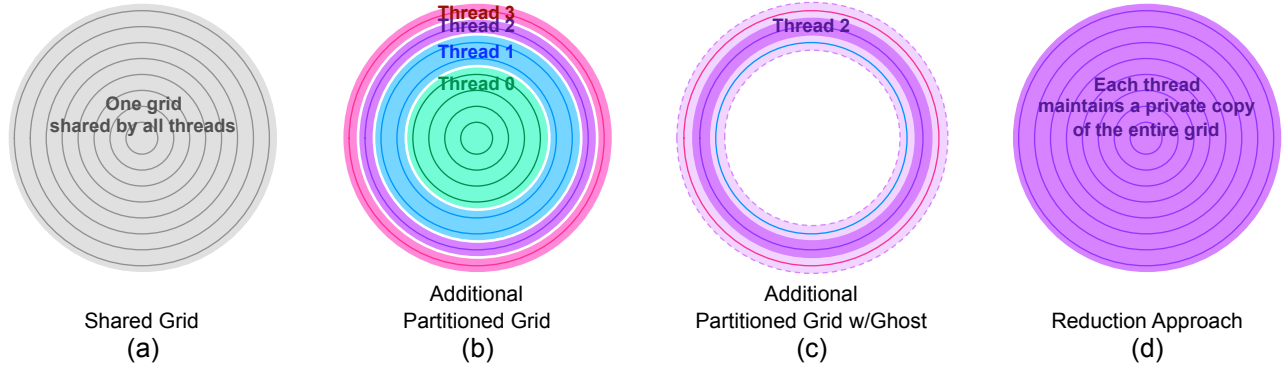 One grid
shared by all threads
Shared Grid
(a)
Thread 3
Thread 2
Thread 1
Thread 0
Additional
Partitioned Grid
(b)
Thread 2
Additional
Partitioned Grid w/Ghost
(c)
Each thread
maintains a private copy
of the entire grid
Reduction Approach
(d)